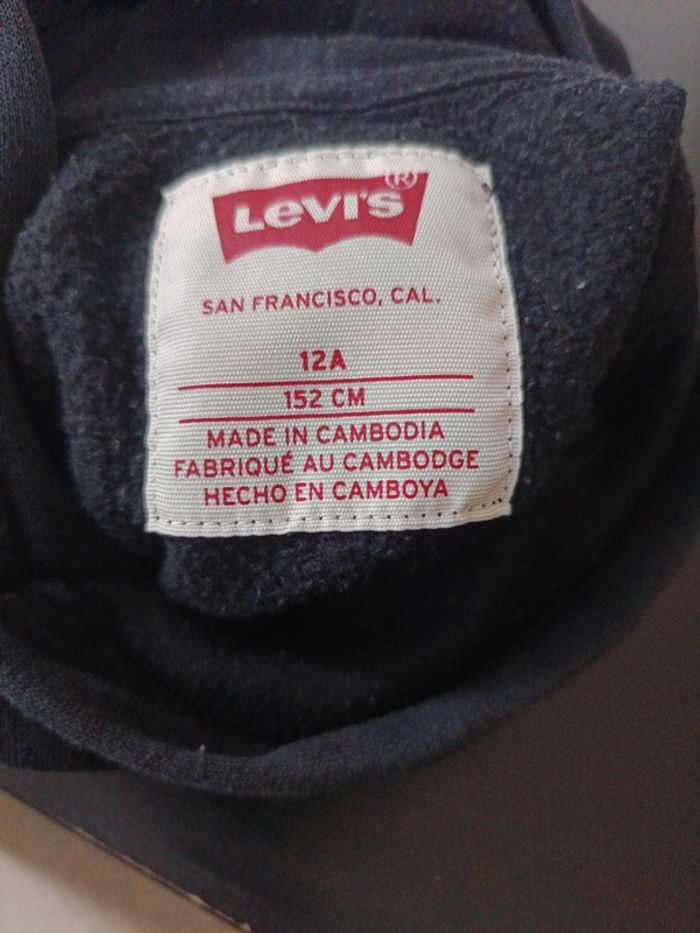 Levi's®
SAN FRANCISCO, CAL.
12A
152 CM
MADE IN CAMBODIA
FABRIQUÉ AU CAMBODGE
HECHO EN CAMBOYA